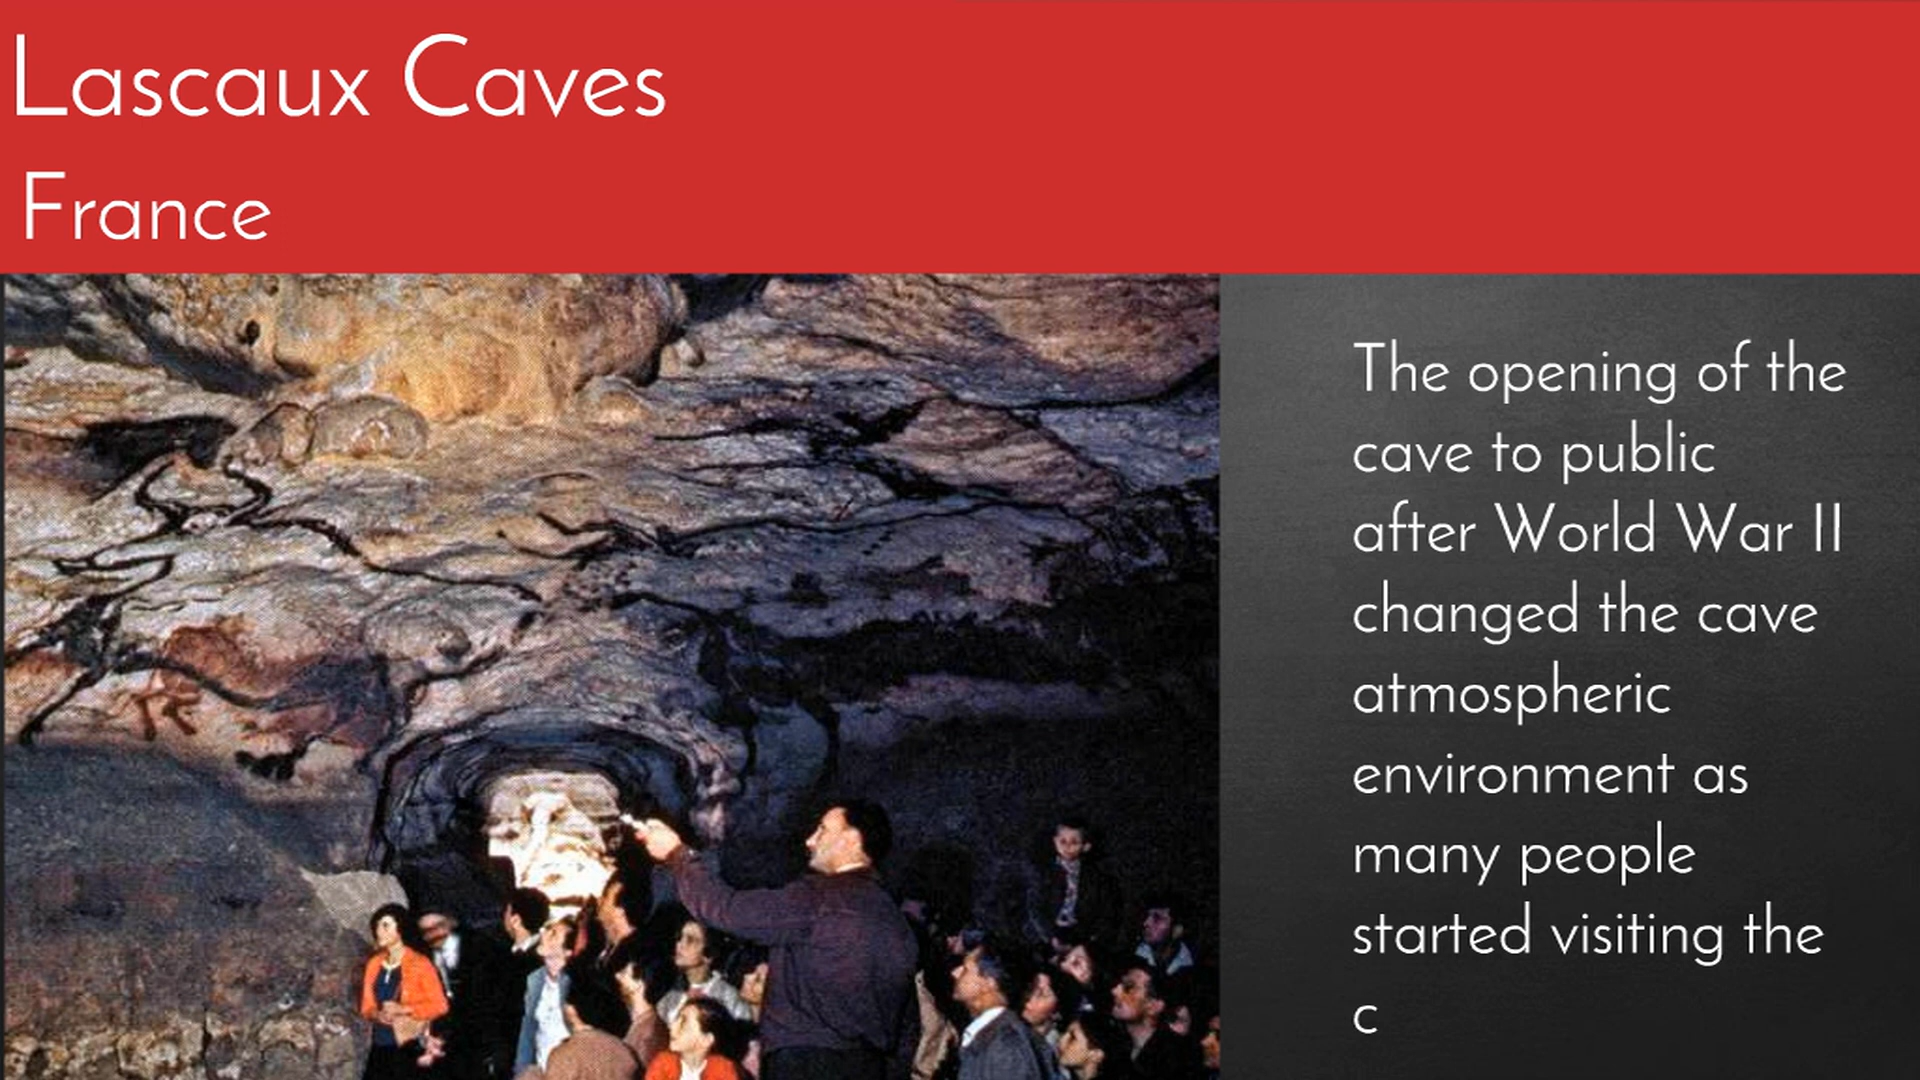 Lascaux Caves
France
The opening of the
cave to public
after World War II
changed the cave
atmospheric
environment as
many people
started visiting the
c